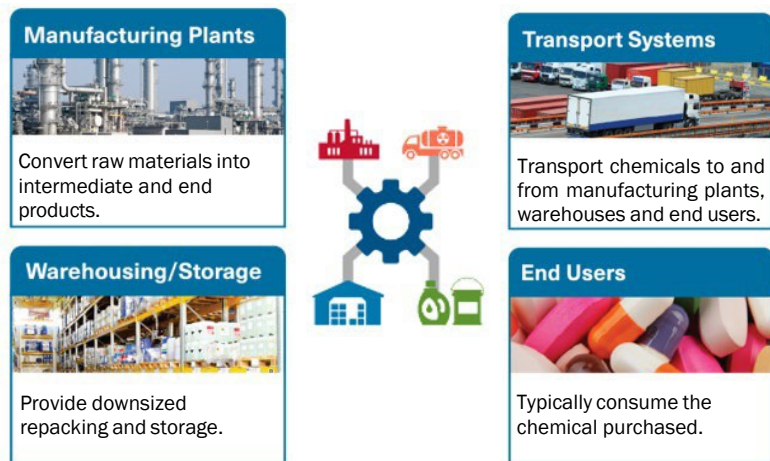 Manufacturing Plants
Convert raw materials into
intermediate and end
products.
Transport Systems
Transport chemicals to and
from manufacturing plants,
warehouses and end users.
Warehousing/Storage
Provide downsized
repacking and storage.
End Users
Typically consume the
chemical purchased.